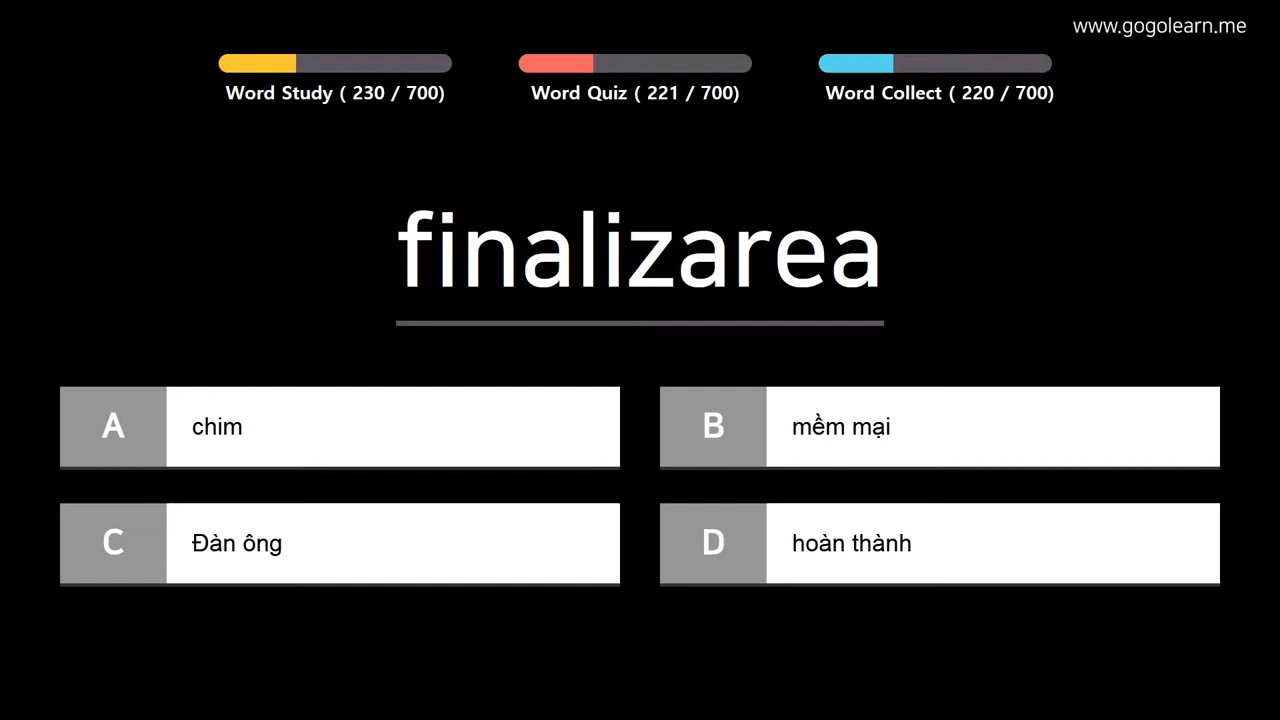 www.gogolearn.me
Word Study ( 230 / 700)
Word Quiz ( 221 / 700)
Word Collect ( 220 / 700)
finalizarea
A chim
B mềm mại
C Đàn ông
D hoàn thành